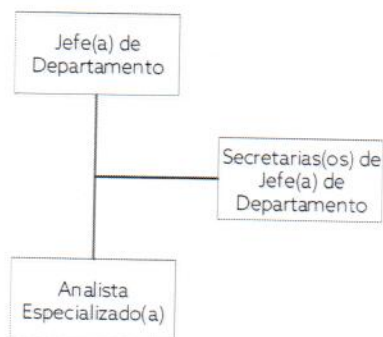 Jefe(a) de
Departamento
Secretarias(os) de
Jefe(a) de
Departamento
Analista
Especializado(a)